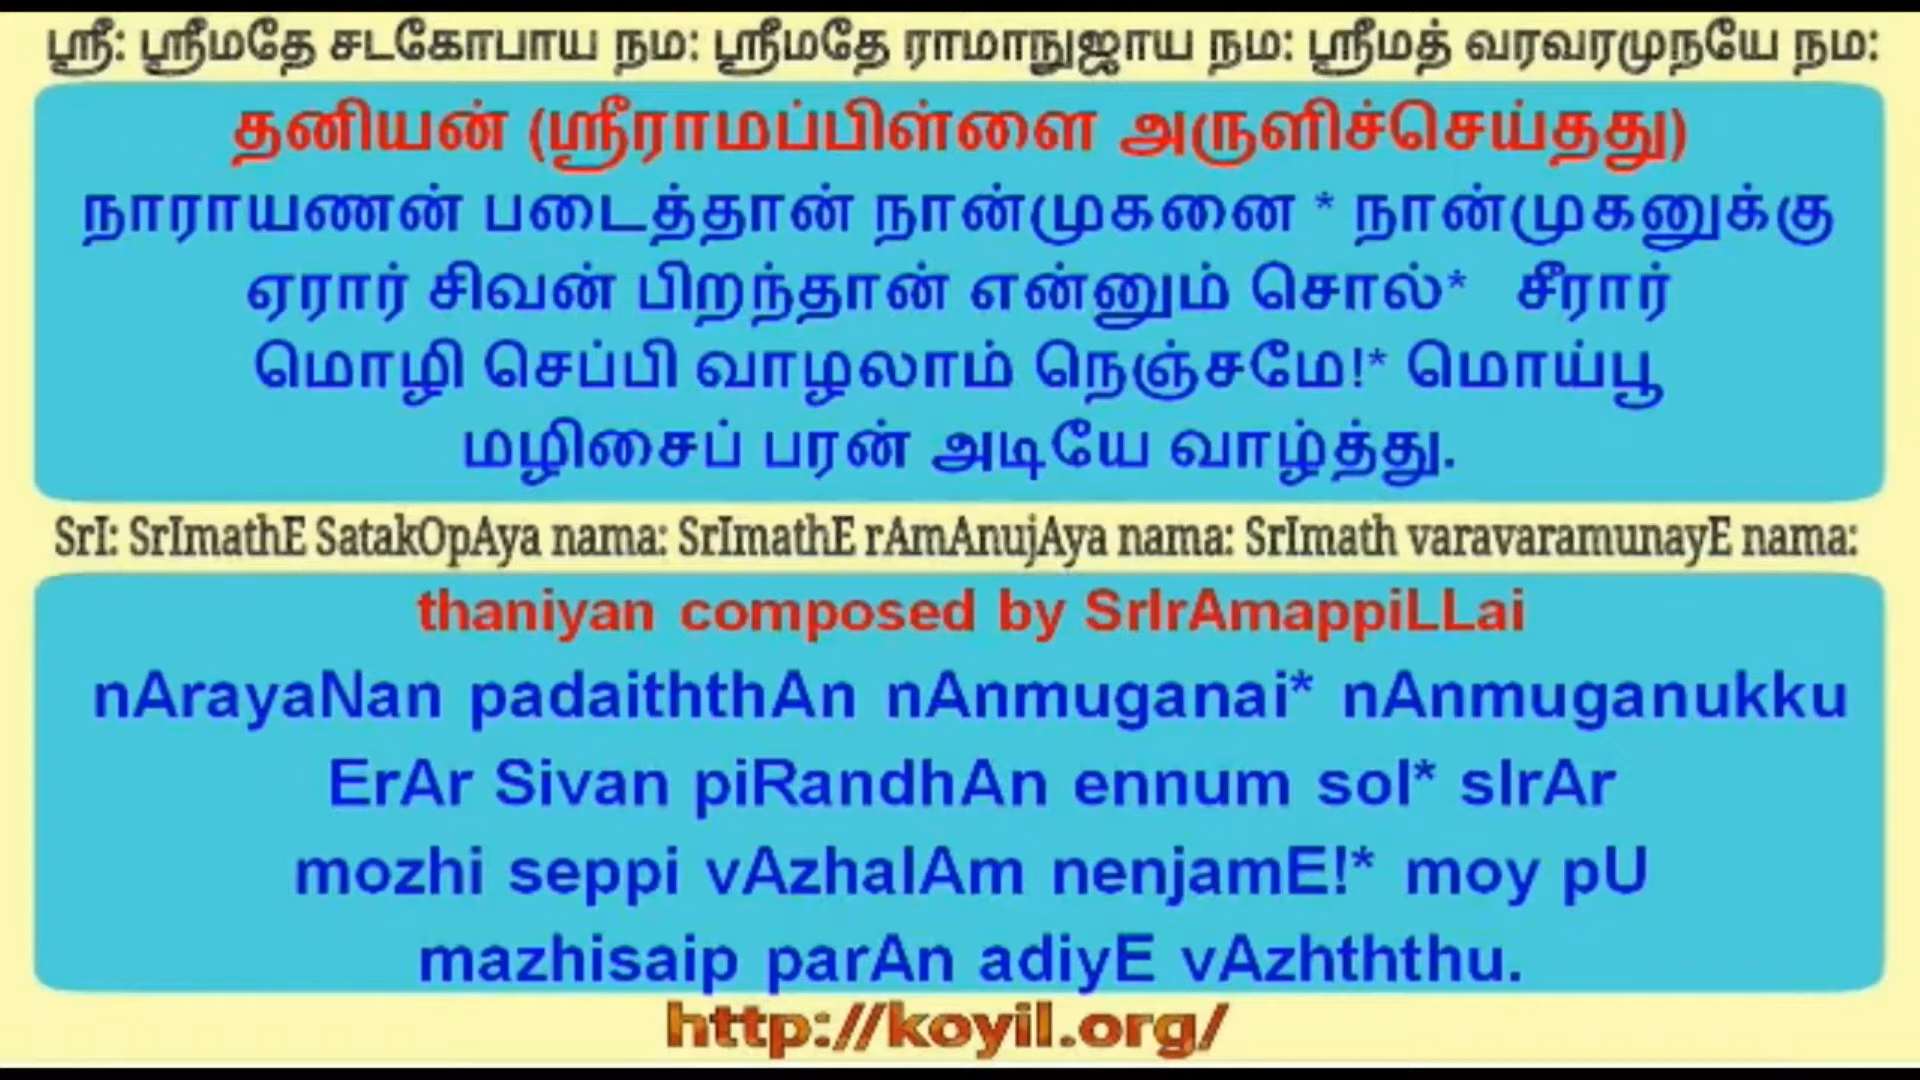 ஸ்ரீ: ஸ்ரீமதே சடகோபாய நம: ஸ்ரீமதே ராமாநுஜாய நம: ஸ்ரீமத் வரவரமுநயே நம:
தனியன் (ஸ்ரீராமப்பிள்ளை அருளிச்செய்தது)
நாராயணன் படைத்தான் நான்முகனை * நான்முகனுக்கு
ஏரார் சிவன் பிறந்தான் என்னும் சொல்* சீரார்
மொழி செப்பி வாழலாம் நெஞ்சமே!* மொய்பூ
மழிசைப் பரன் அடியே வாழ்த்து.
SrI: SrImathE SatakOpAya nama: SrImathE rAmAnujAya nama: SrImath varavaramunayE nama:
thaniyan composed by SrIrAmappiLLai
nArayaNan padaiththAn nAnmuganai* nAnmuganukku
ErAr Sivan piRandhAn ennum sol* sIrAr
mozhi seppi vAzhalAm nenjamE!* moy pU
mazhisaip parAn adiyE vAzhththu.
http://koyil.org/